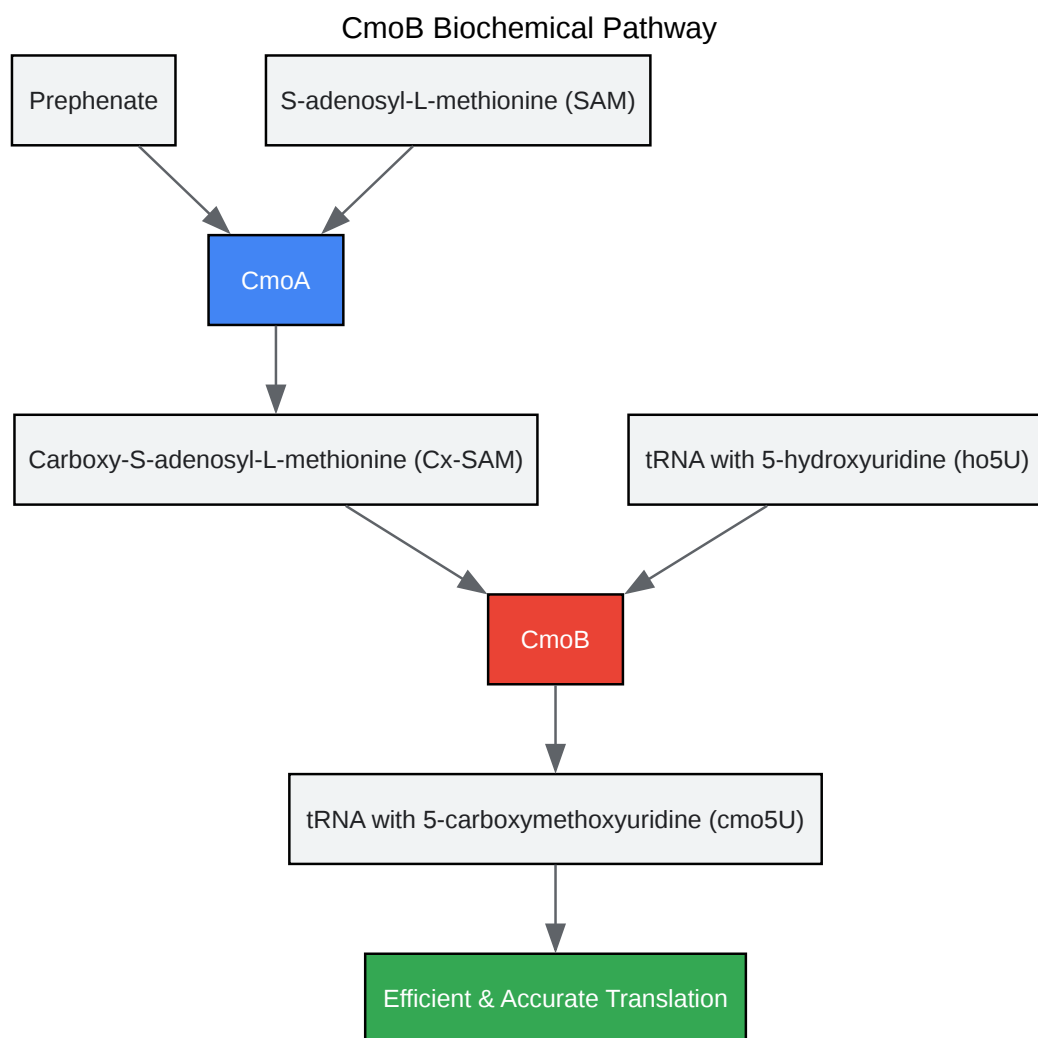 CmoB Biochemical Pathway
Prephenate
S-adenosyl-L-methionine (SAM)
CmoA
Carboxy-S-adenosyl-L-methionine (Cx-SAM)
tRNA with 5-hydroxyuridine (ho5U)
CmoB
tRNA with 5-carboxymethoxyuridine (cmo5U)
Efficient & Accurate Translation